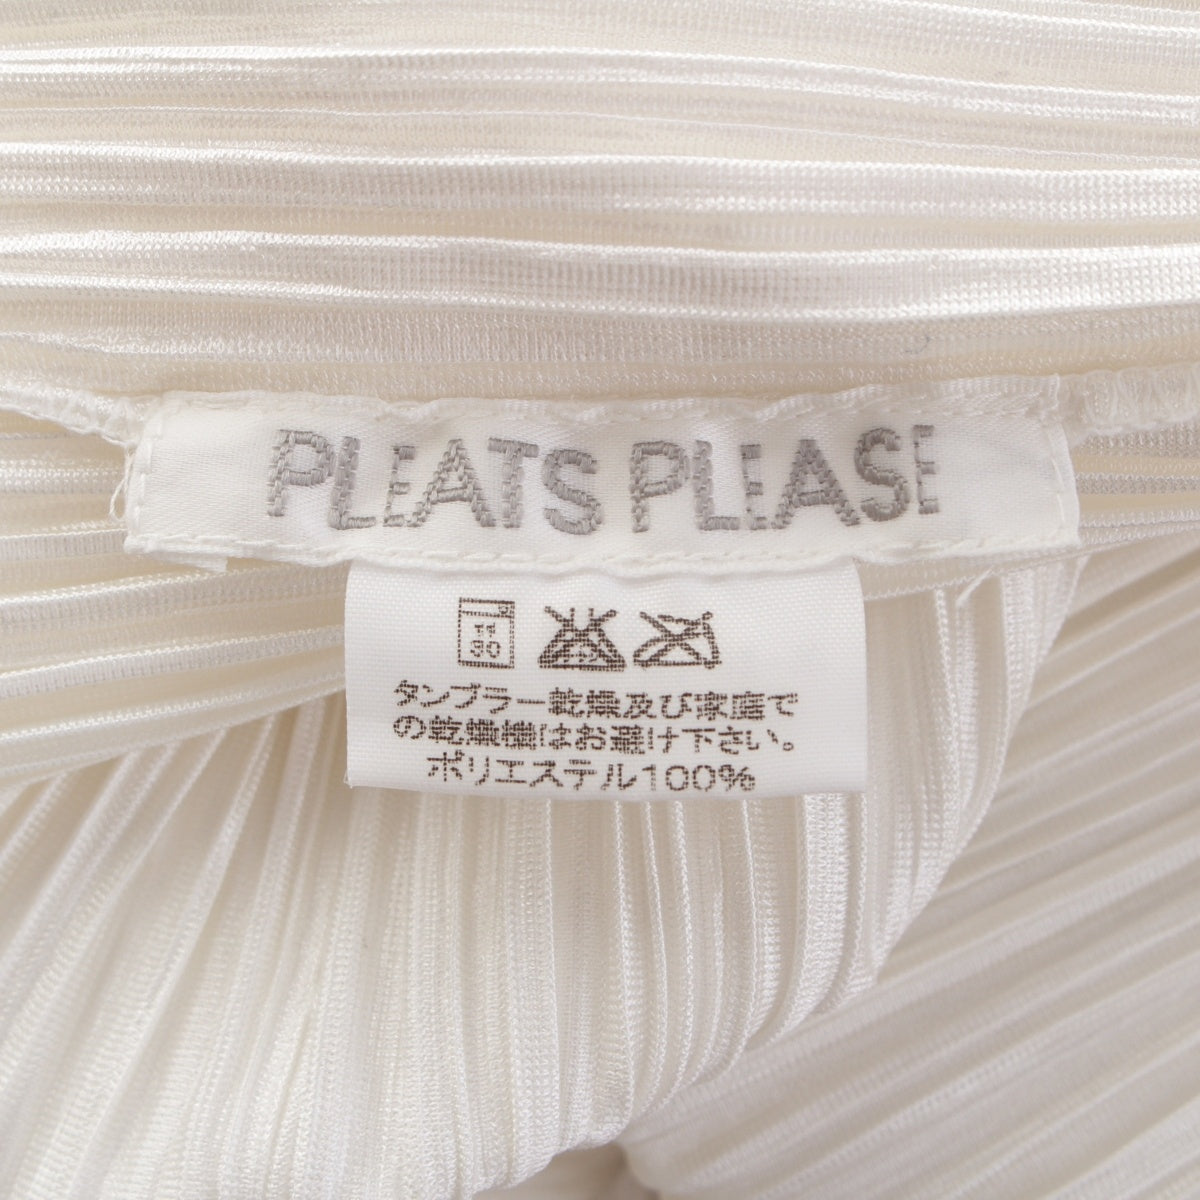 PLEATS PLEASE
タンブラー乾燥及び家庭で
の乾燥機はお避け下さい。
ポリエステル100%